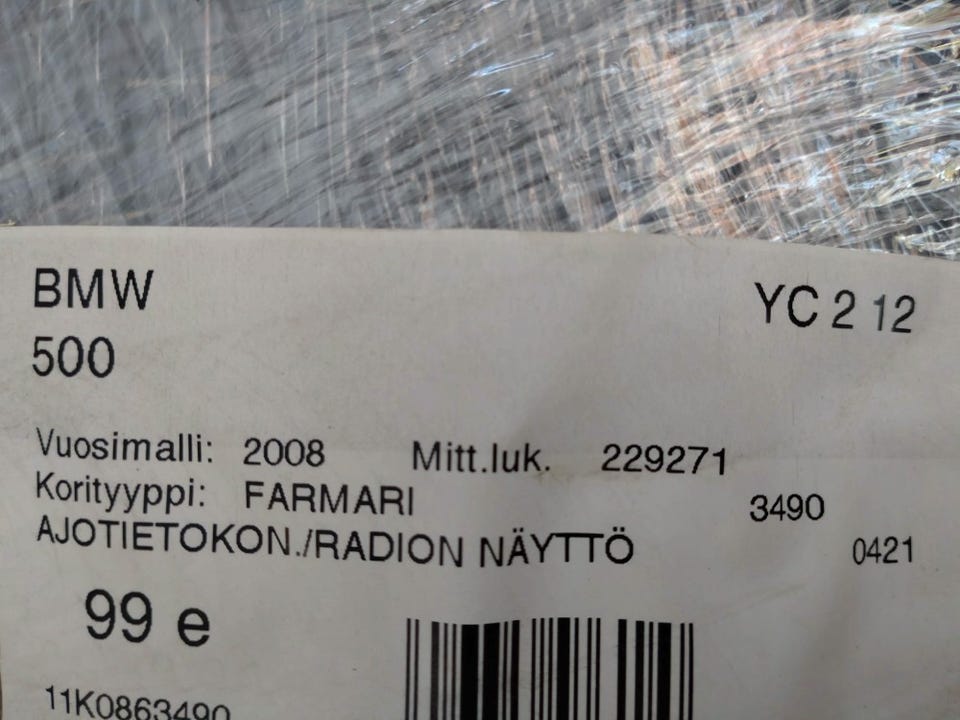 BMW YC 2 12
500
Vuosimalli: 2008 Mitt.luk. 229271
Korityyppi: FARMARI 3490
AJOTIETOKON./RADION NÄYTTÖ 0421
99 e
11K0863490